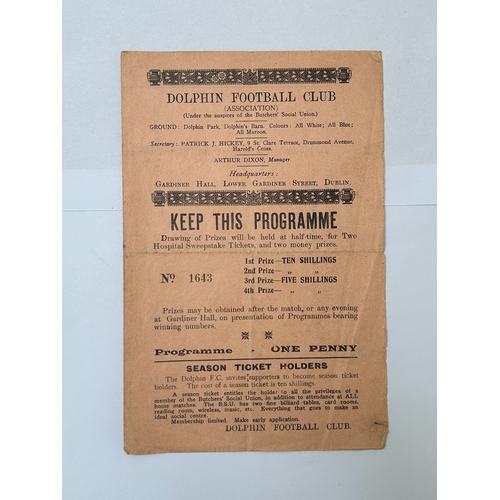 DOLPHIN FOOTBALL CLUB
(ASSOCIATION)
(Under the auspices of the Butchers' Social Union.)
GROUND: Dolphin Park, Dolphin's Barn. Colours: All White; All Blue;
All Maroon.
Secretary: PATRICK J. HICKEY, 9 St. Clare Terrace, Drummond Avenue,
Harold's Cross.
ARTHUR DIXON, Manager
Headquarters:
GARDINER HALL, LOWER GARDINER STREET, DUBLIN.
KEEP THIS PROGRAMME
Drawing of Prizes will be held at half-time, for Two
Hospital Sweepstake Tickets, and two money prizes.
1st Prize—TEN SHILLINGS
2nd Prize— „ „
No. 1643 3rd Prize—FIVE SHILLINGS
4th Prize— „ „
Prizes may be obtained after the match, or any evening
at Gardiner Hall, on presentation of Programmes bearing
winning numbers.
Programme - ONE PENNY
SEASON TICKET HOLDERS
The Dolphin F.C. invites supporters to become season ticket
holders. The cost of a season ticket is ten shillings.
A season ticket entitles the holder to all the privileges of a
member of the Butchers' Social Union, in addition to attendance at ALL
home matches. The B.S.U. has two fine billiard tables, card rooms,
reading room, wireless, music, etc. Everything that goes to make an
ideal social centre.
Membership limited. Make early application.
DOLPHIN FOOTBALL CLUB.